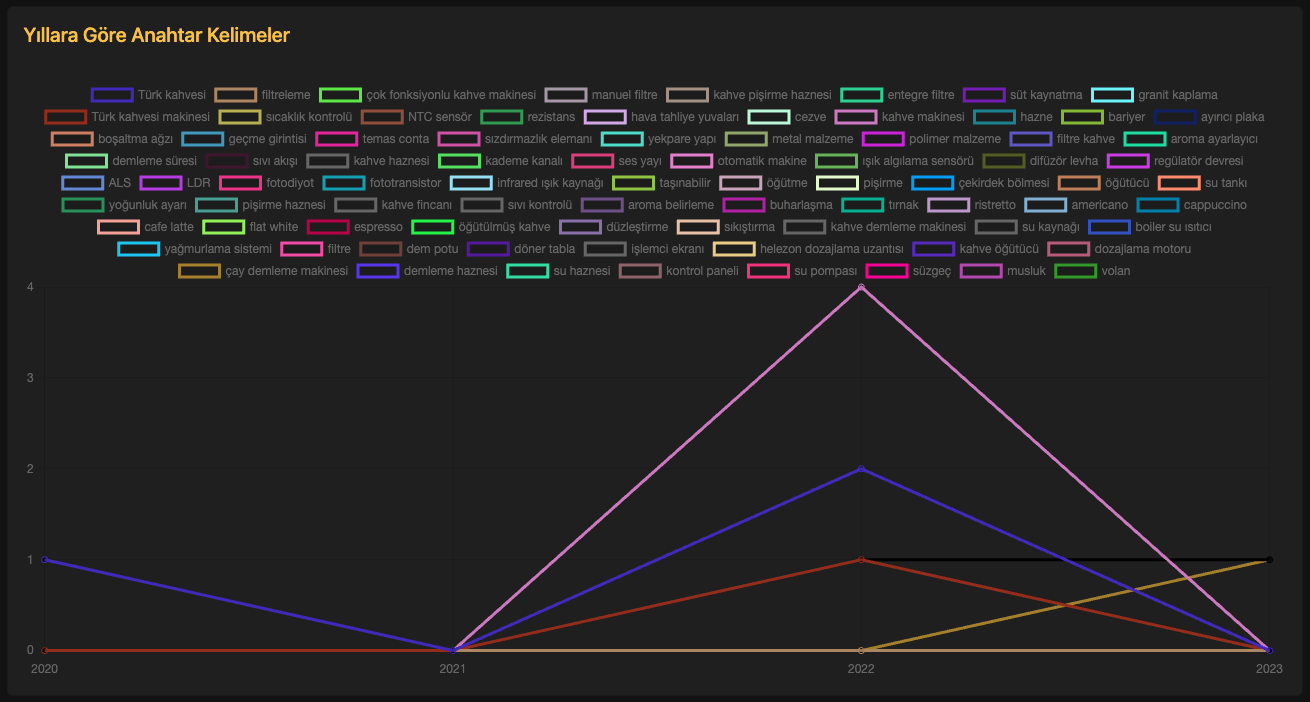 Yıllara Göre Anahtar Kelimeler
Türk kahvesi filtreleme çok fonksiyonlu kahve makinesi manuel filtre kahve pişirme haznesi entegre filtre süt kaynatma granit kaplama
Türk kahvesi makinesi sıcaklık kontrolü NTC sensör rezistans hava tahliye yuvaları cezve kahve makinesi hazne bariyer ayırıcı plaka
boşaltma ağzı geçme girintisi temas conta sızdırmazlık elemanı yekpare yapı metal malzeme polimer malzeme filtre kahve aroma ayarlayıcı
demleme süresi sıvı akışı kahve haznesi kademe kanalı ses yayı otomatik makine ışık algılama sensörü difüzör levha regülatör devresi
ALS LDR fotodiyot fototransistor infrared ışık kaynağı taşınabilir öğütme pişirme çekirdek bölmesi öğütücü su tankı
yoğunluk ayarı pişirme haznesi kahve fincanı sıvı kontrolü aroma belirleme buharlaşma tırnak ristretto americano cappuccino
cafe latte flat white espresso öğütülmüş kahve düzleştirme sıkıştırma kahve demleme makinesi su kaynağı boiler su ısıtıcı
yağmurlama sistemi filtre dem potu döner tabla işlemci ekranı helezon dozajlama uzantısı kahve öğütücü dozajlama motoru
çay demleme makinesi demleme haznesi su haznesi kontrol paneli su pompası süzgeç musluk volan
4
3
2
1
0
2020 2021 2022 2023